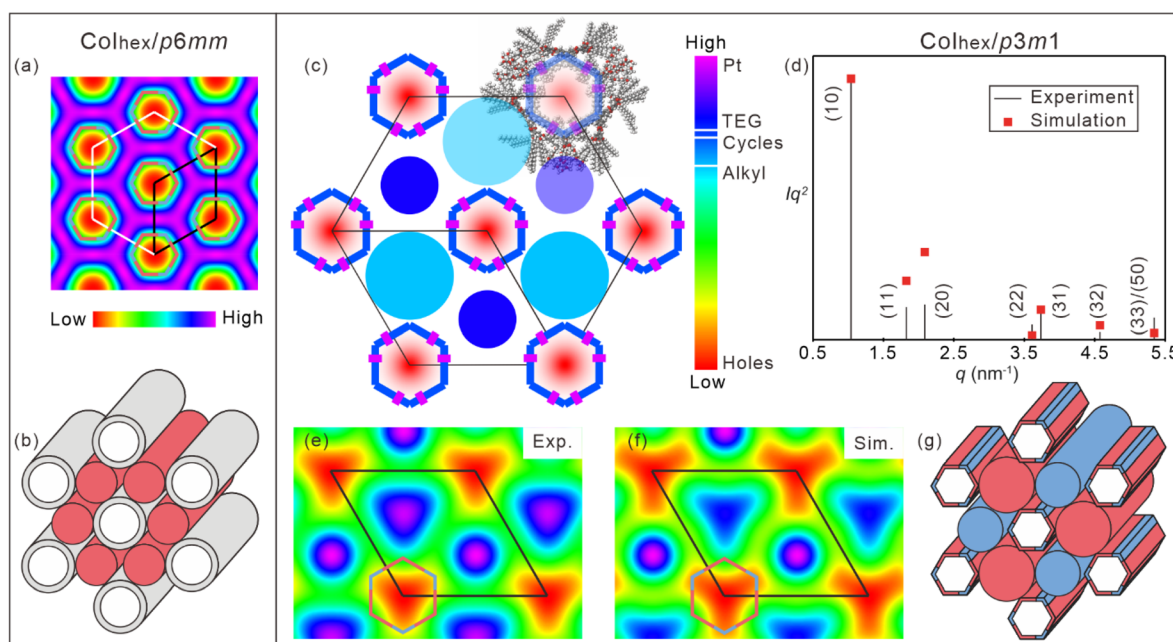 Colhex/p6mm
(a)
Low High
(b)
(c)
High
Pt
TEG
Cycles
Alkyl
Holes
Low
Colhex/p3m1
(d)
(10)
Experiment
Simulation
Iq²
(11)
(20)
(22)
(31)
(32)
(33)/(50)
0.5 1.5 2.5 3.5 4.5 5.5
q (nm⁻¹)
(e)
Exp.
(f)
Sim.
(g)